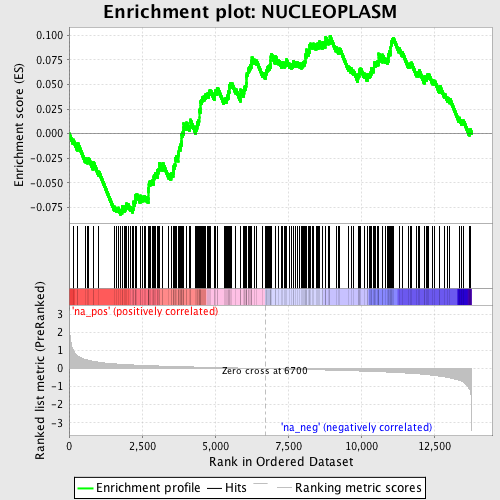 Enrichment plot: NUCLEOPLASM
Enrichment score (ES)
0.100
0.075
0.050
0.025
0.000
-0.025
-0.050
-0.075
'na_pos' (positively correlated)
Ranked list metric (PreRanked)
3
2
1
0
-1
-2
-3
Zero cross at 6700
'na_neg' (negatively correlated)
0
2,500
5,000
7,500
10,000
12,500
Rank in Ordered Dataset
Enrichment profile
Hits
Ranking metric scores